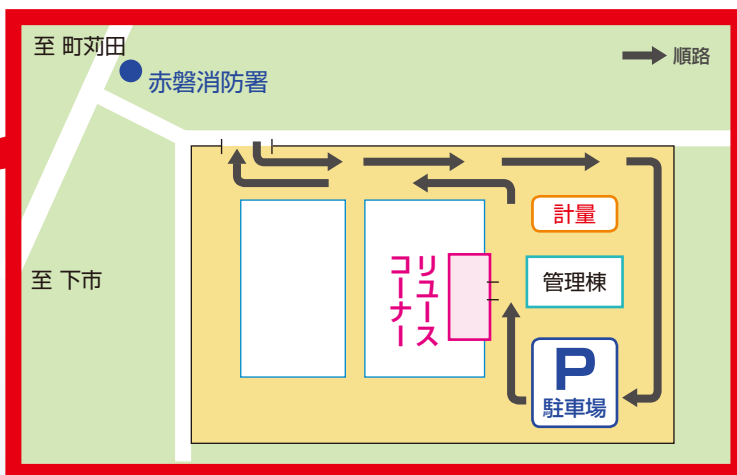 至 町苅田
赤磐消防署
順路
計量
リユース
コーナー
管理棟
至 下市
P
駐車場